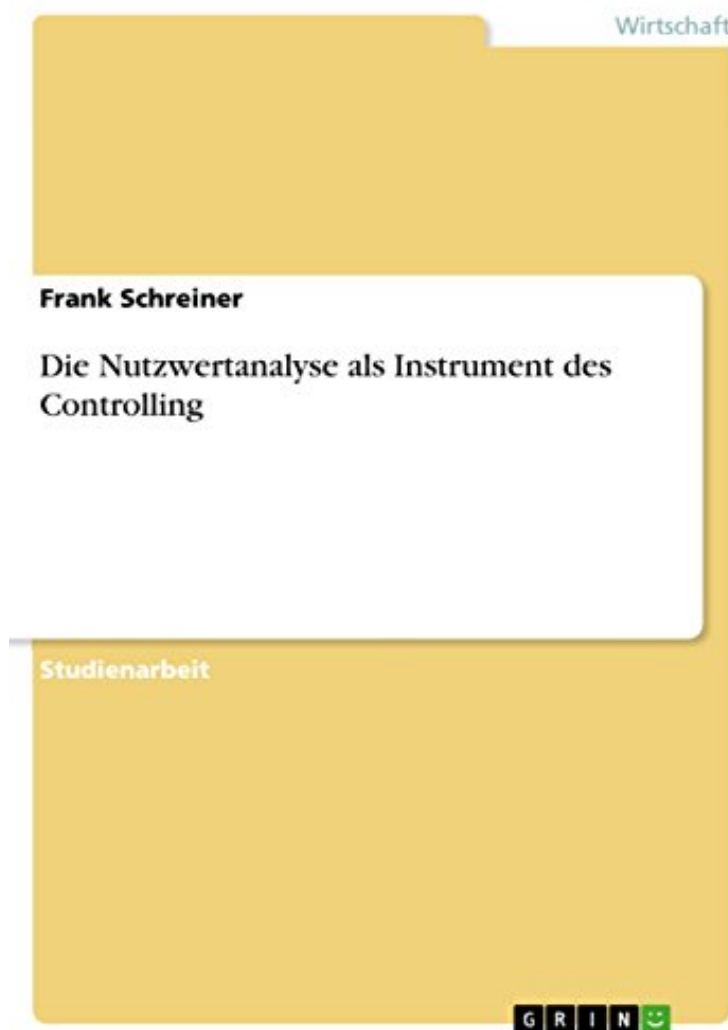 Wirtschaft
Frank Schreiner
Die Nutzwertanalyse als Instrument des
Controlling
Studienarbeit
GRIN